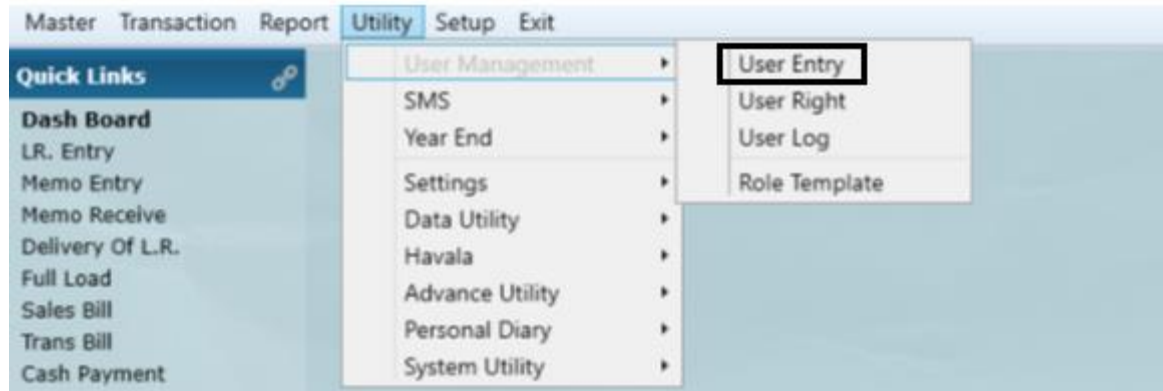 Master Transaction Report Utility Setup Exit
Quick Links
Dash Board
LR. Entry
Memo Entry
Memo Receive
Delivery Of L.R.
Full Load
Sales Bill
Trans Bill
Cash Payment
User Management
SMS
Year End
Settings
Data Utility
Havala
Advance Utility
Personal Diary
System Utility
User Entry
User Right
User Log
Role Template